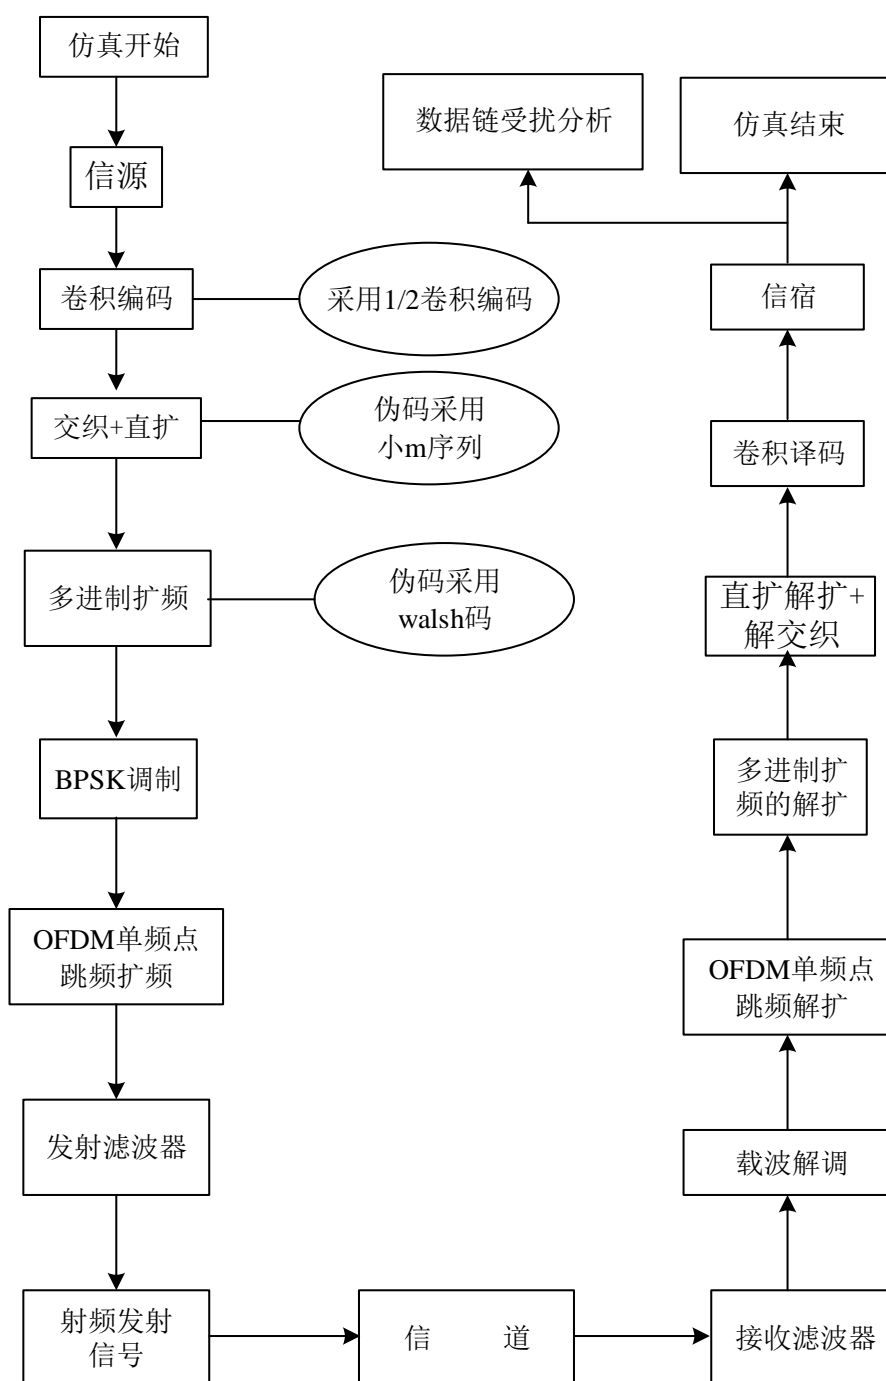 仿真开始
信源
卷积编码
采用1/2卷积编码
交织+直扩
伪码采用
小m序列
多进制扩频
伪码采用
walsh码
BPSK调制
OFDM单频点
跳频扩频
发射滤波器
射频发射
信号
信 道
接收滤波器
载波解调
OFDM单频点
跳频解扩
多进制扩
频的解扩
直扩解扩+
解交织
卷积译码
信宿
数据链受扰分析
仿真结束